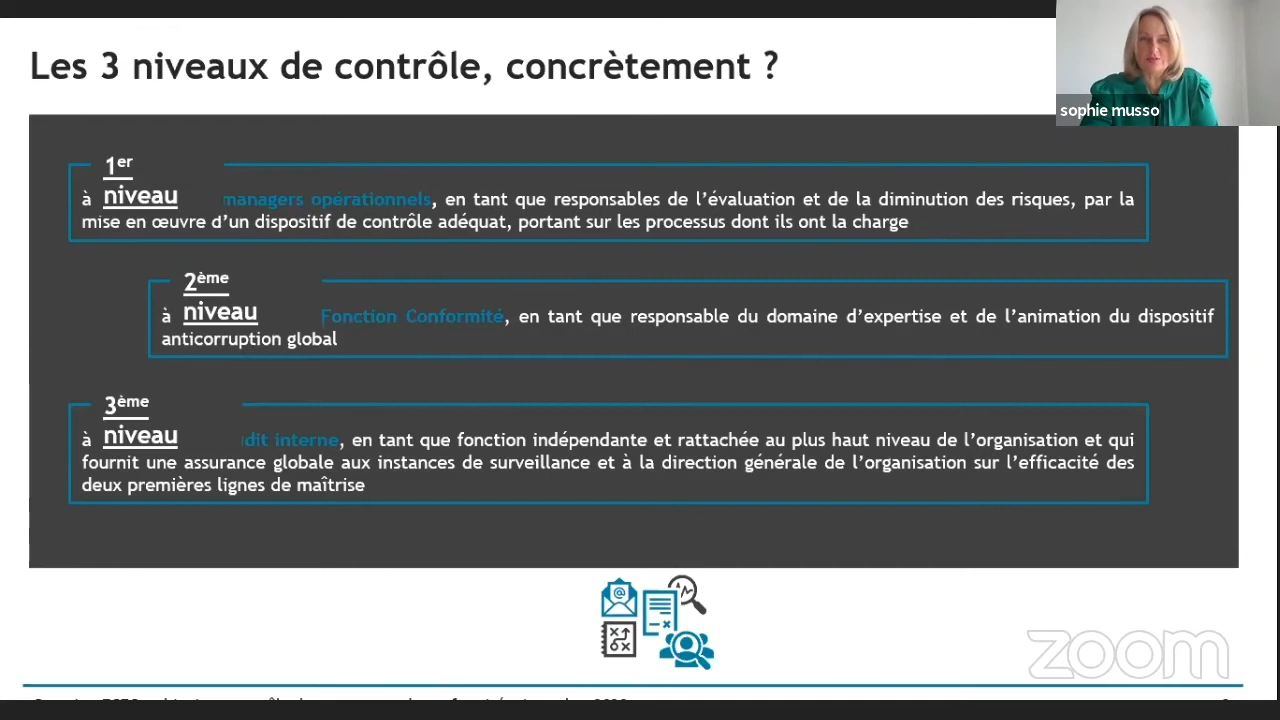 Les 3 niveaux de contrôle, concrètement ?
sophie musso
1er
niveau
à managers opérationnels, en tant que responsables de l’évaluation et de la diminution des risques, par la
mise en œuvre d’un dispositif de contrôle adéquat, portant sur les processus dont ils ont la charge
2ème
niveau
à Fonction Conformité, en tant que responsable du domaine d’expertise et de l’animation du dispositif
anticorruption global
3ème
niveau
à interne, en tant que fonction indépendante et rattachée au plus haut niveau de l’organisation et qui
fournit une assurance globale aux instances de surveillance et à la direction générale de l’organisation sur l’efficacité des
deux premières lignes de maîtrise
zoom